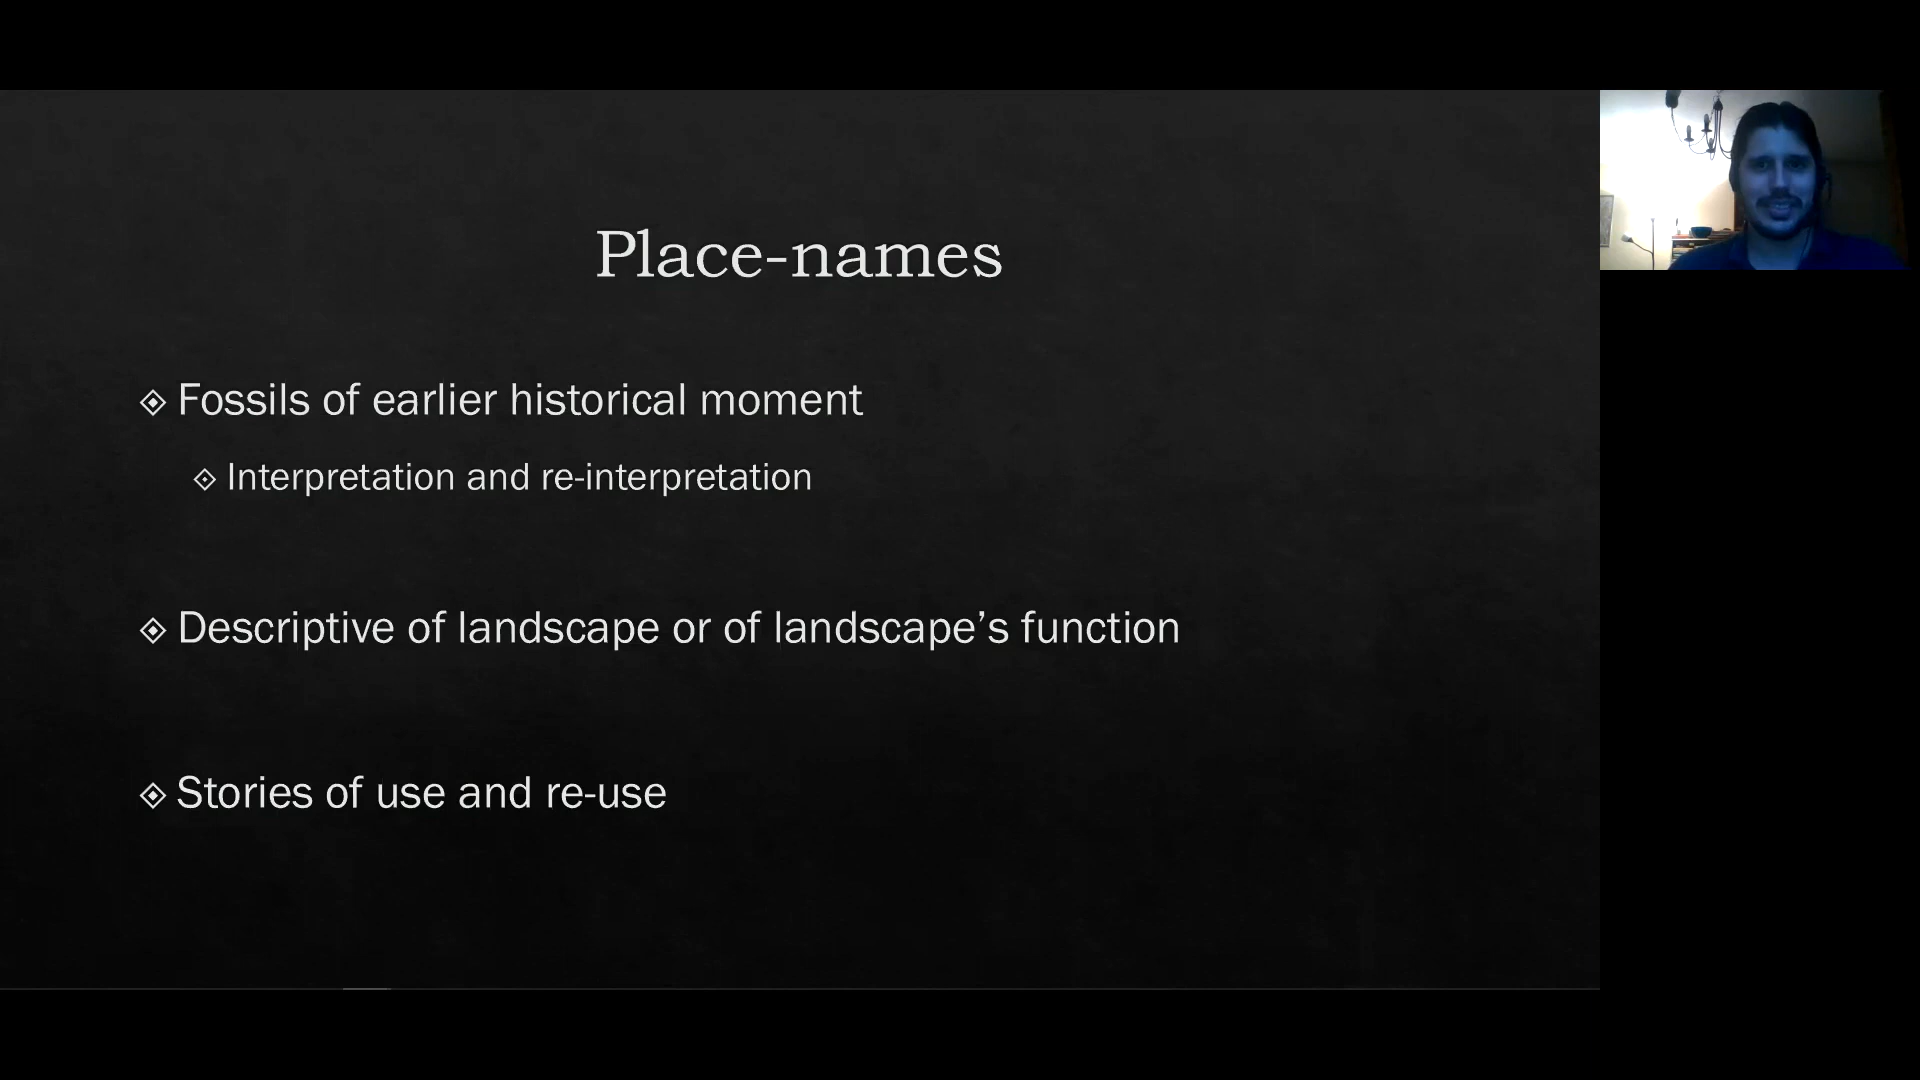 Place-names
Fossils of earlier historical moment
Interpretation and re-interpretation
Descriptive of landscape or of landscape’s function
Stories of use and re-use